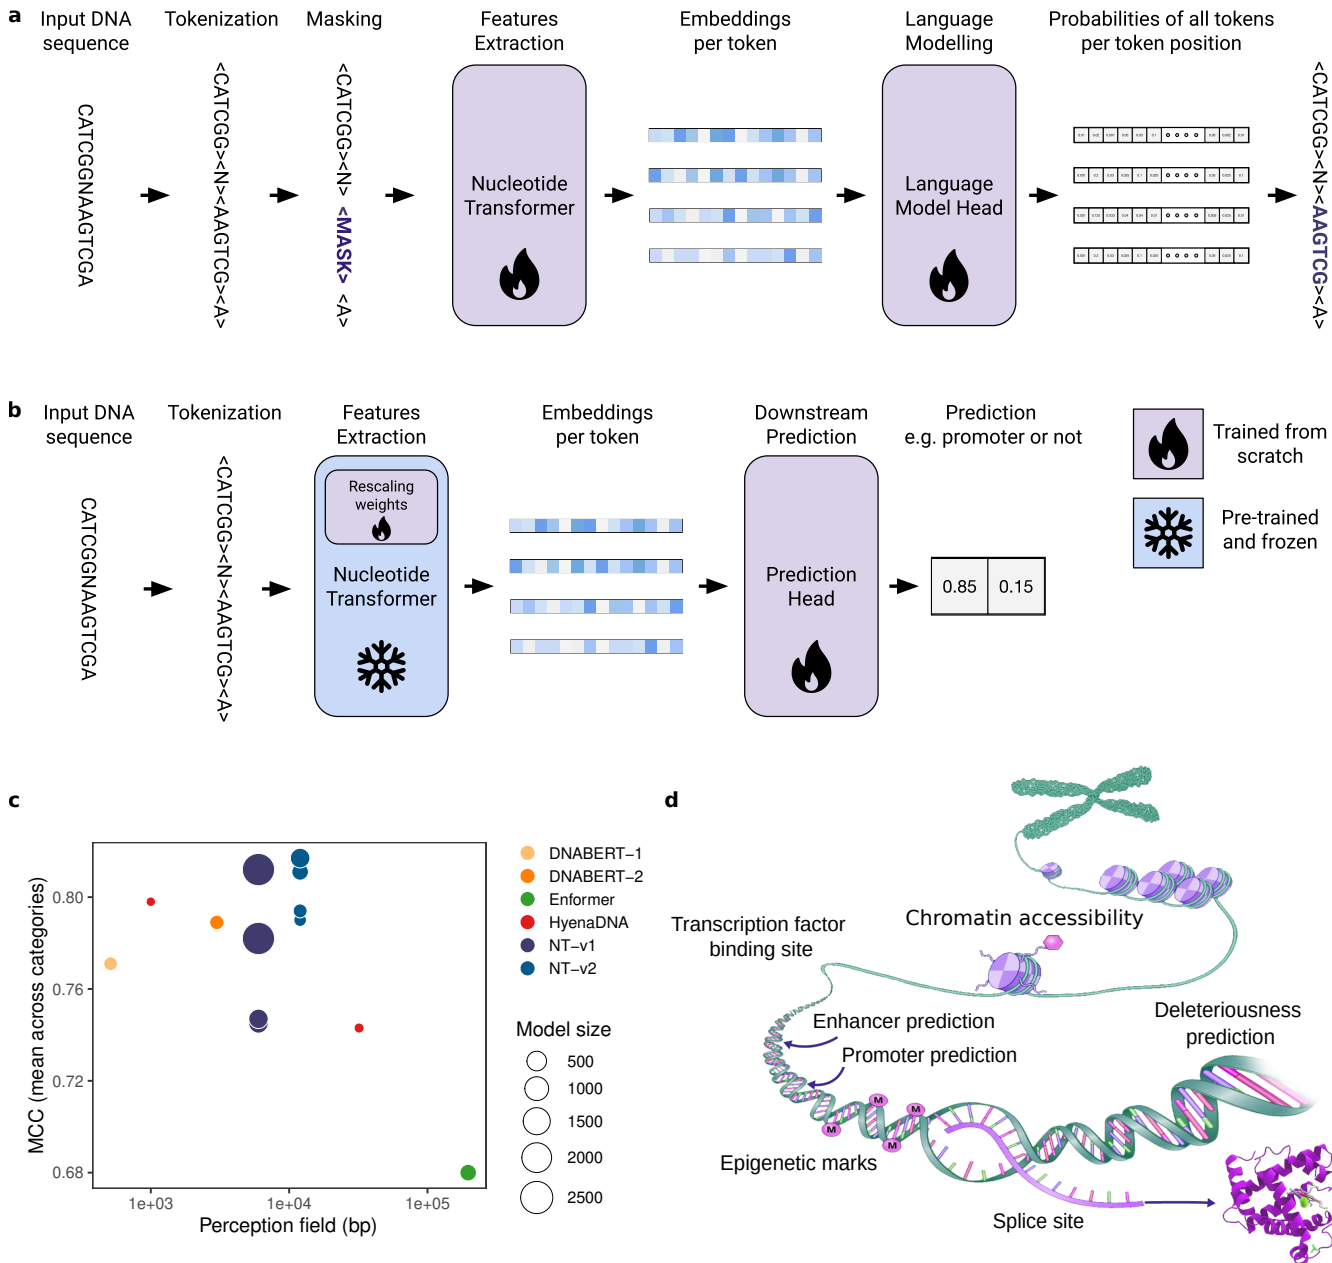 a
Input DNA
sequence
Tokenization
Masking
Features
Extraction
Embeddings
per token
Language
Modelling
Probabilities of all tokens
per token position
CATCGGNAAGTCGA
<CATCGG><N><AAGTCG><A>
<CATCGG><N> <MASK> <A>
Nucleotide
Transformer
Language
Model Head
<CATCGG><N><AAGTCG><A>
b
Input DNA
sequence
Tokenization
Features
Extraction
Embeddings
per token
Downstream
Prediction
Prediction
e.g. promoter or not
CATCGGNAAGTCGA
<CATCGG><N><AAGTCG><A>
Rescaling
weights
Nucleotide
Transformer
Prediction
Head
0.85 0.15
Trained from
scratch
Pre-trained
and frozen
c
MCC (mean across categories)
0.80
0.76
0.72
0.68
1e+03 1e+04 1e+05
Perception field (bp)
DNABERT−1
DNABERT−2
Enformer
HyenaDNA
NT−v1
NT−v2
Model size
500
1000
1500
2000
2500
d
Chromatin accessibility
Transcription factor
binding site
Enhancer prediction
Promoter prediction
Deleteriousness
prediction
M
M
M
M
Epigenetic marks
Splice site